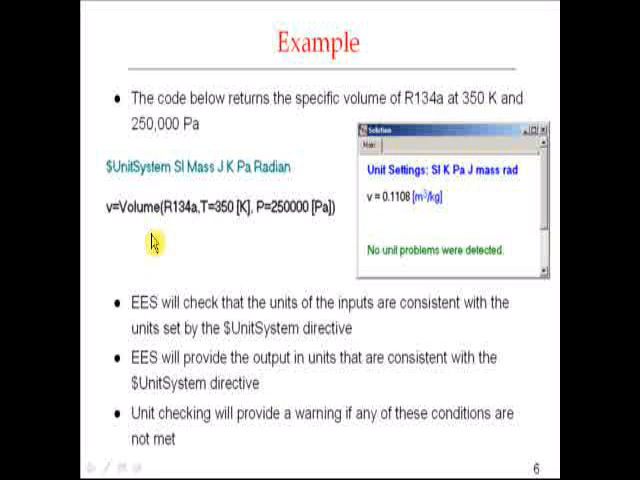 Example
The code below returns the specific volume of R134a at 350 K and
250,000 Pa
$UnitSystem SI Mass J K Pa Radian
v=Volume(R134a,T=350 [K], P=250000 [Pa])
Solution
Main
Unit Settings: SI K Pa J mass rad
v = 0.1108 [m³/kg]
No unit problems were detected.
EES will check that the units of the inputs are consistent with the
units set by the $UnitSystem directive
EES will provide the output in units that are consistent with the
$UnitSystem directive
Unit checking will provide a warning if any of these conditions are
not met
6